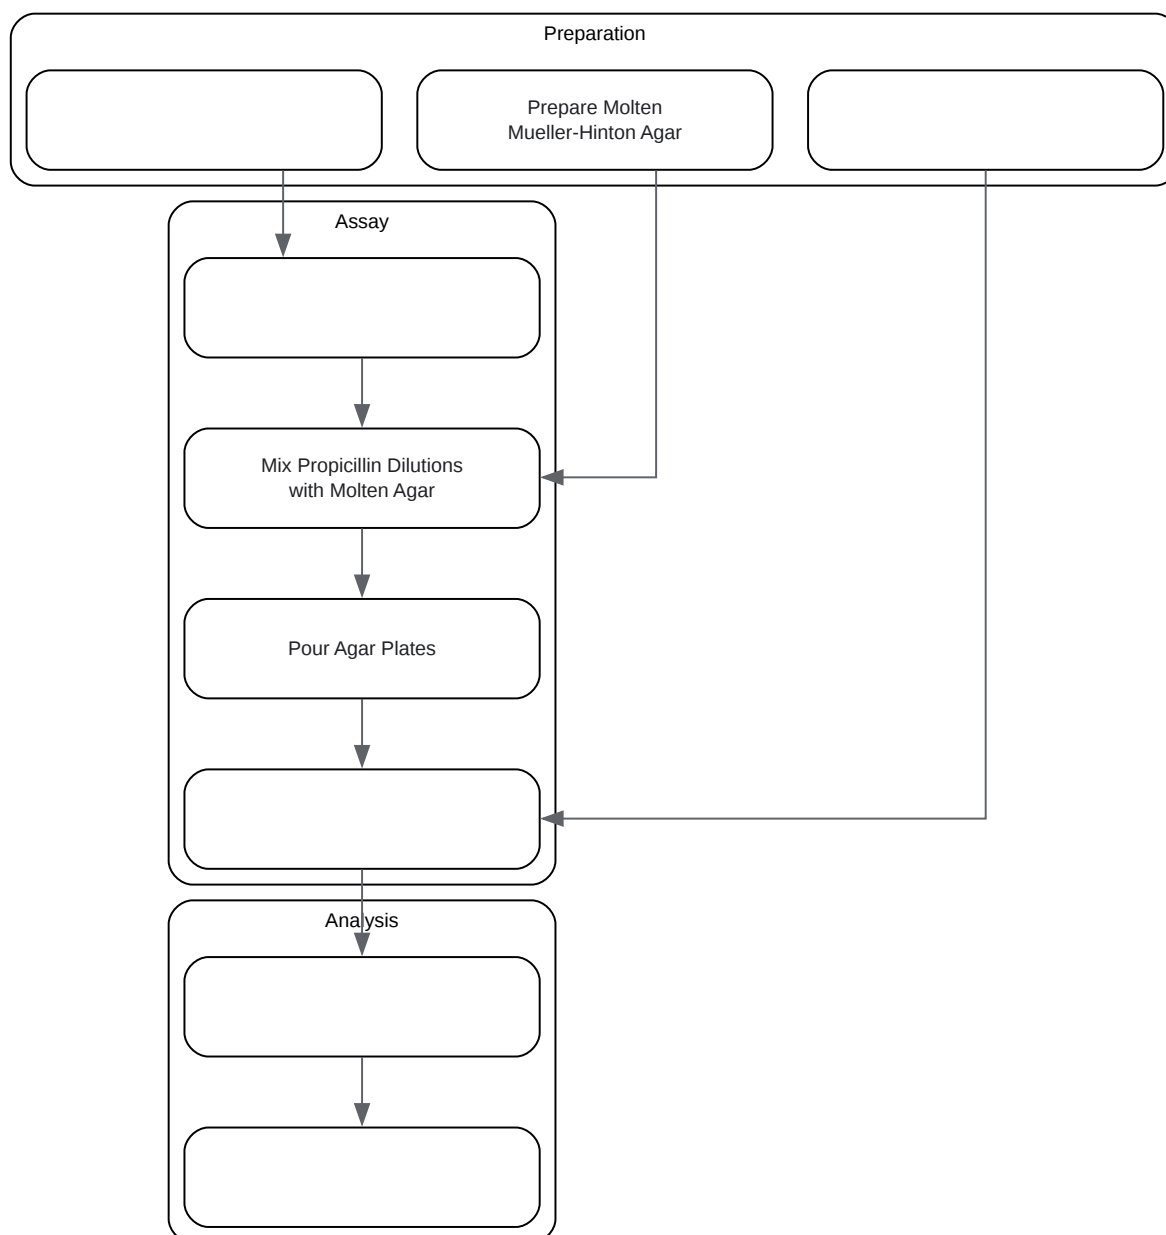 Preparation
Prepare Molten
Mueller-Hinton Agar
Assay
Mix Propicillin Dilutions
with Molten Agar
Pour Agar Plates
Analysis